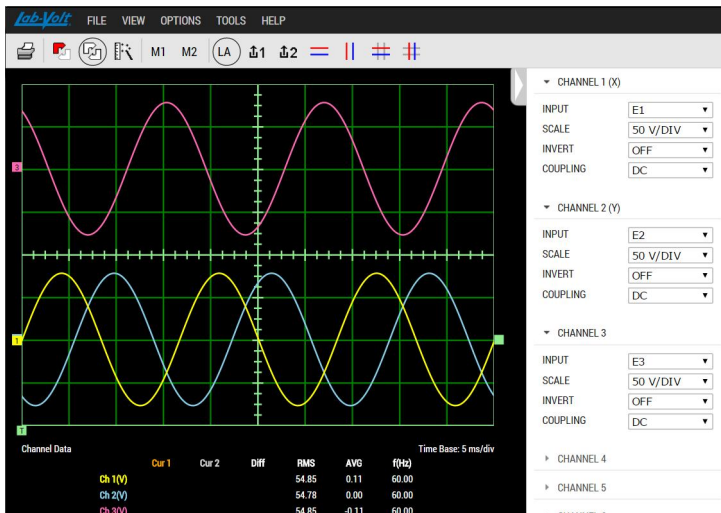 Lab-Volt FILE VIEW OPTIONS TOOLS HELP
M1 M2 LA 1 2
CHANNEL 1 (X)
INPUT E1
SCALE 50 V/DIV
INVERT OFF
COUPLING DC
CHANNEL 2 (Y)
INPUT E2
SCALE 50 V/DIV
INVERT OFF
COUPLING DC
CHANNEL 3
INPUT E3
SCALE 50 V/DIV
INVERT OFF
COUPLING DC
CHANNEL 4
CHANNEL 5
3
1
T
Channel Data Time Base: 5 ms/div
Cur 1 Cur 2 Diff RMS AVG f(Hz)
Ch 1(V) 54.85 0.11 60.00
Ch 2(V) 54.78 0.00 60.00
Ch 3(V) 54.85 -0.11 60.00